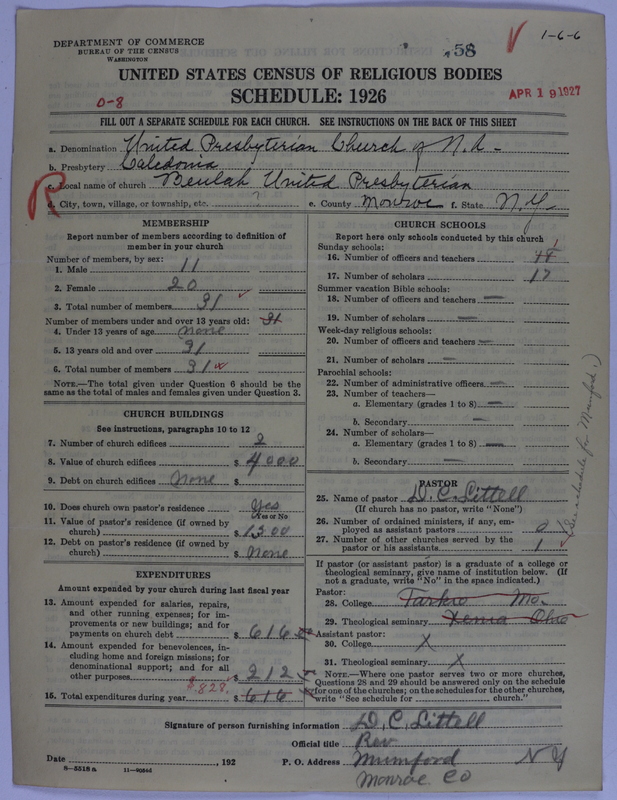 DEPARTMENT OF COMMERCE
BUREAU OF THE CENSUS
WASHINGTON
58
1-6-6
UNITED STATES CENSUS OF RELIGIOUS BODIES
SCHEDULE: 1926
0-8
APR 19 1927
FILL OUT A SEPARATE SCHEDULE FOR EACH CHURCH. SEE INSTRUCTIONS ON THE BACK OF THIS SHEET
a. Denomination United Presbyterian Church of N.A.
b. Presbytery Caledonia
c. Local name of church Beulah United Presbyterian
R
d. City, town, village, or township, etc. ? e. County Monroe f. State N.Y.
MEMBERSHIP
Report number of members according to definition of
member in your church
Number of members, by sex:
1. Male 11
2. Female 20
3. Total number of members 31
Number of members under and over 13 years old: 31
4. Under 13 years of age none
5. 13 years old and over 31
6. Total number of members 31
NOTE.—The total given under Question 6 should be the
same as the total of males and females given under Question 3.
CHURCH BUILDINGS
See instructions, paragraphs 10 to 12
7. Number of church edifices 2
8. Value of church edifices $ 4000
9. Debt on church edifices None $
10. Does church own pastor's residence Yes
Yes or No
11. Value of pastor's residence (if owned by
church) $ 1500
12. Debt on pastor's residence (if owned by
church) $ None
EXPENDITURES
Amount expended by your church during last fiscal year
13. Amount expended for salaries, repairs,
and other running expenses; for im-
provements or new buildings; and for
payments on church debt $ 616
14. Amount expended for benevolences, in-
cluding home and foreign missions; for
denominational support; and for all
other purposes $ 212
15. Total expenditures during year $ 616
$828
CHURCH SCHOOLS
Report here only schools conducted by this church
Sunday schools:
16. Number of officers and teachers
17. Number of scholars 17
Summer vacation Bible schools:
18. Number of officers and teachers —
19. Number of scholars —
Week-day religious schools:
20. Number of officers and teachers —
21. Number of scholars —
Parochial schools:
22. Number of administrative officers —
23. Number of teachers—
a. Elementary (grades 1 to 8) —
b. Secondary —
24. Number of scholars—
a. Elementary (grades 1 to 8) —
b. Secondary —
PASTOR
25. Name of pastor D. C. Littell
(If church has no pastor, write "None")
26. Number of ordained ministers, if any, em-
ployed as assistant pastors 0
27. Number of other churches served by the
pastor or his assistants 1
(See schedule for Mumford.)
If pastor (or assistant pastor) is a graduate of a college or
theological seminary, give name of institution below. (If
not a graduate, write "No" in the space indicated.)
Pastor:
28. College Tarkio Mo.
29. Theological seminary Xenia Ohio
Assistant pastor:
30. College X
31. Theological seminary X
NOTE.—Where one pastor serves two or more churches,
Questions 28 and 29 should be answered only on the schedule
for one of the churches; on the schedules for the other churches,
write "See schedule for ---------- church."
Signature of person furnishing information D. C. Littell
Official title Rev
Date ----------, 192 P. O. Address Mumford N Y
Monroe Co
8-5518 a